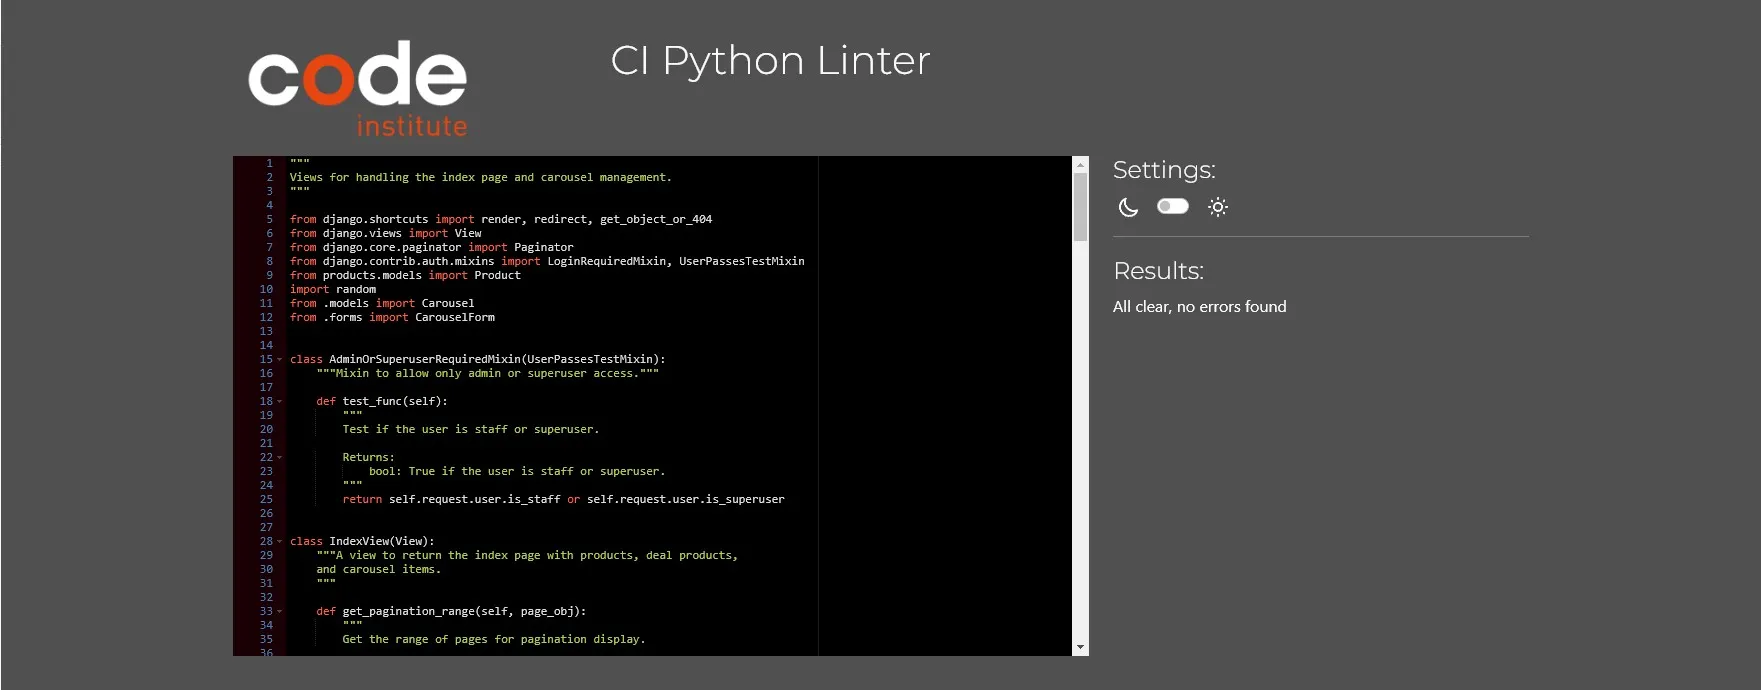 code
institute
CI Python Linter
1 """
2 Views for handling the index page and carousel management.
3 """
4
5 from django.shortcuts import render, redirect, get_object_or_404
6 from django.views import View
7 from django.core.paginator import Paginator
8 from django.contrib.auth.mixins import LoginRequiredMixin, UserPassesTestMixin
9 from products.models import Product
10 import random
11 from .models import Carousel
12 from .forms import CarouselForm
13
14
15 class AdminOrSuperuserRequiredMixin(UserPassesTestMixin):
16     """Mixin to allow only admin or superuser access."""
17
18     def test_func(self):
19         """
20         Test if the user is staff or superuser.
21
22         Returns:
23             bool: True if the user is staff or superuser.
24         """
25         return self.request.user.is_staff or self.request.user.is_superuser
26
27
28 class IndexView(View):
29     """A view to return the index page with products, deal products,
30     and carousel items.
31     """
32
33     def get_pagination_range(self, page_obj):
34         """
35         Get the range of pages for pagination display.
36
Settings:
Results:
All clear, no errors found